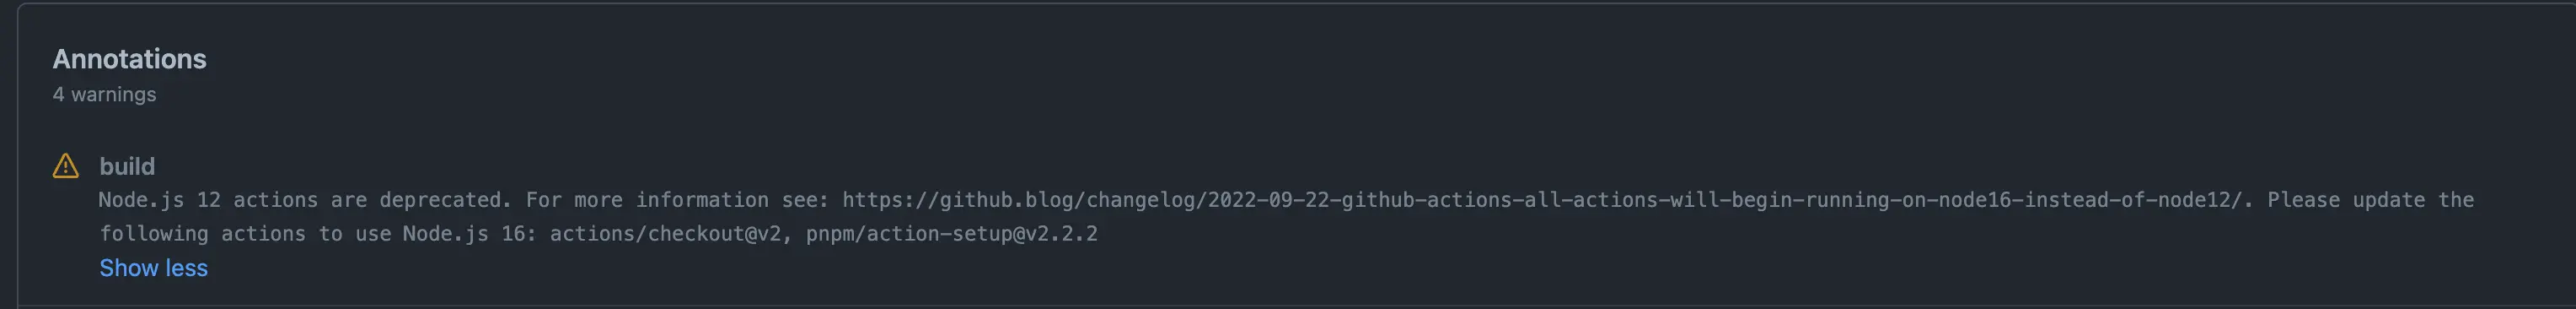 Annotations
4 warnings
build
Node.js 12 actions are deprecated. For more information see: https://github.blog/changelog/2022-09-22-github-actions-all-actions-will-begin-running-on-node16-instead-of-node12/. Please update the
following actions to use Node.js 16: actions/checkout@v2, pnpm/action-setup@v2.2.2
Show less